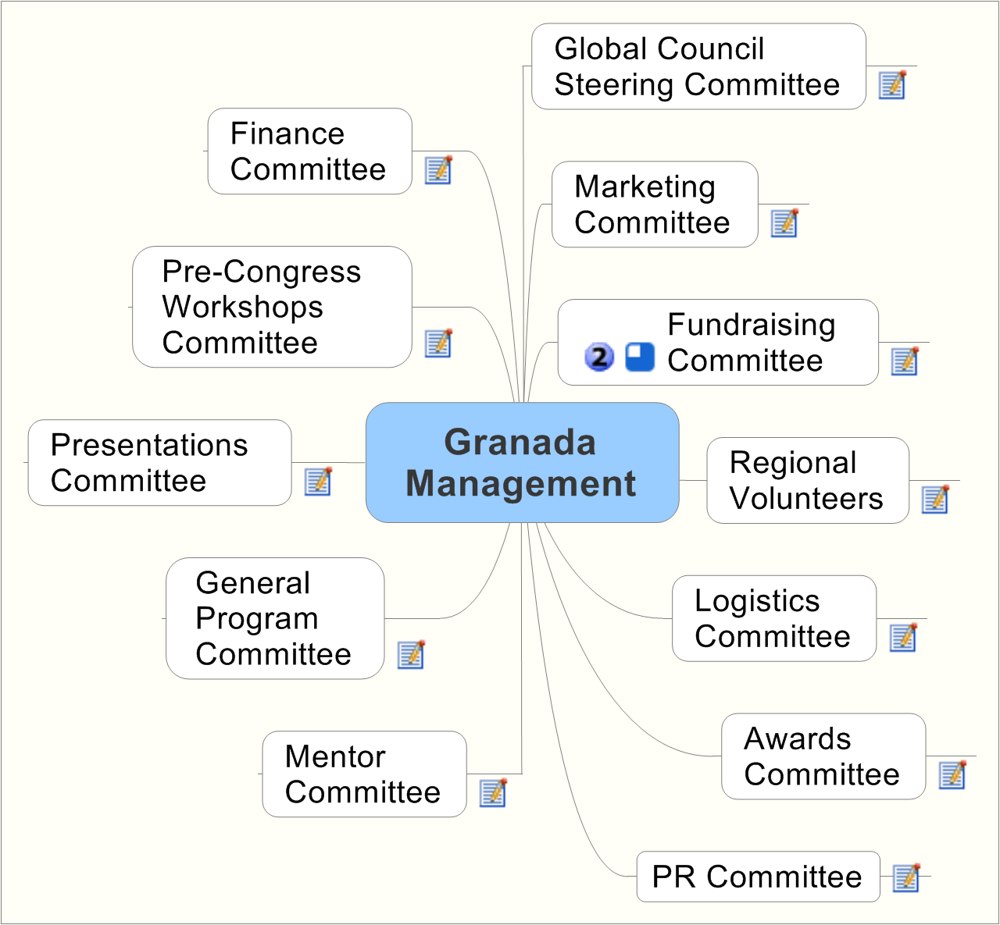 Global Council
Steering Committee
Finance
Committee
Marketing
Committee
Pre-Congress
Workshops
Committee
2
Fundraising
Committee
Granada
Management
Presentations
Committee
Regional
Volunteers
General
Program
Committee
Logistics
Committee
Mentor
Committee
Awards
Committee
PR Committee